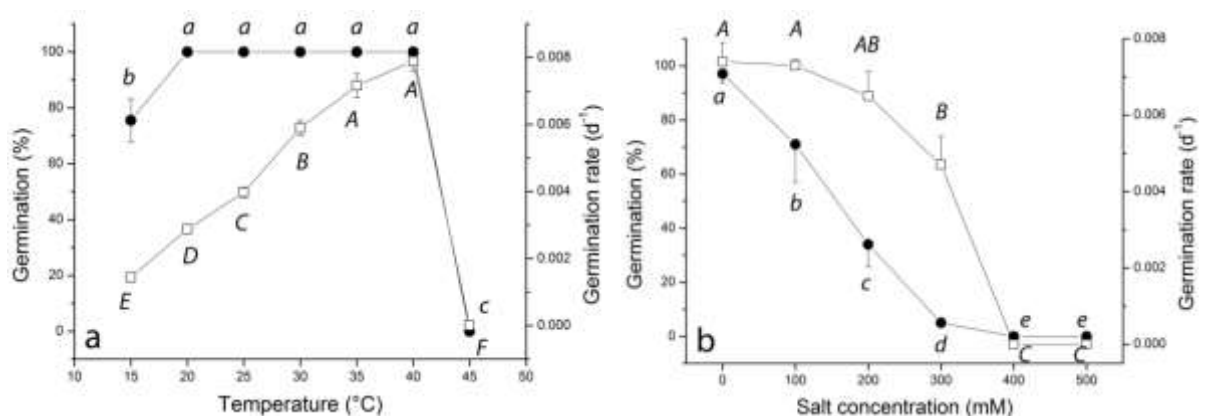 a a a a a
b
A
A
B
C
D
E
c
F
a
100
80
60
40
20
0
Germination (%)
0.008
0.006
0.004
0.002
0.000
Germination rate (d⁻¹)
10 15 20 25 30 35 40 45 50
Temperature (°C)
A A AB
B
a
b
c
d
e e
C C
b
100
80
60
40
20
0
Germination (%)
0.008
0.006
0.004
0.002
0.000
Germination rate (d⁻¹)
0 100 200 300 400 500
Salt concentration (mM)